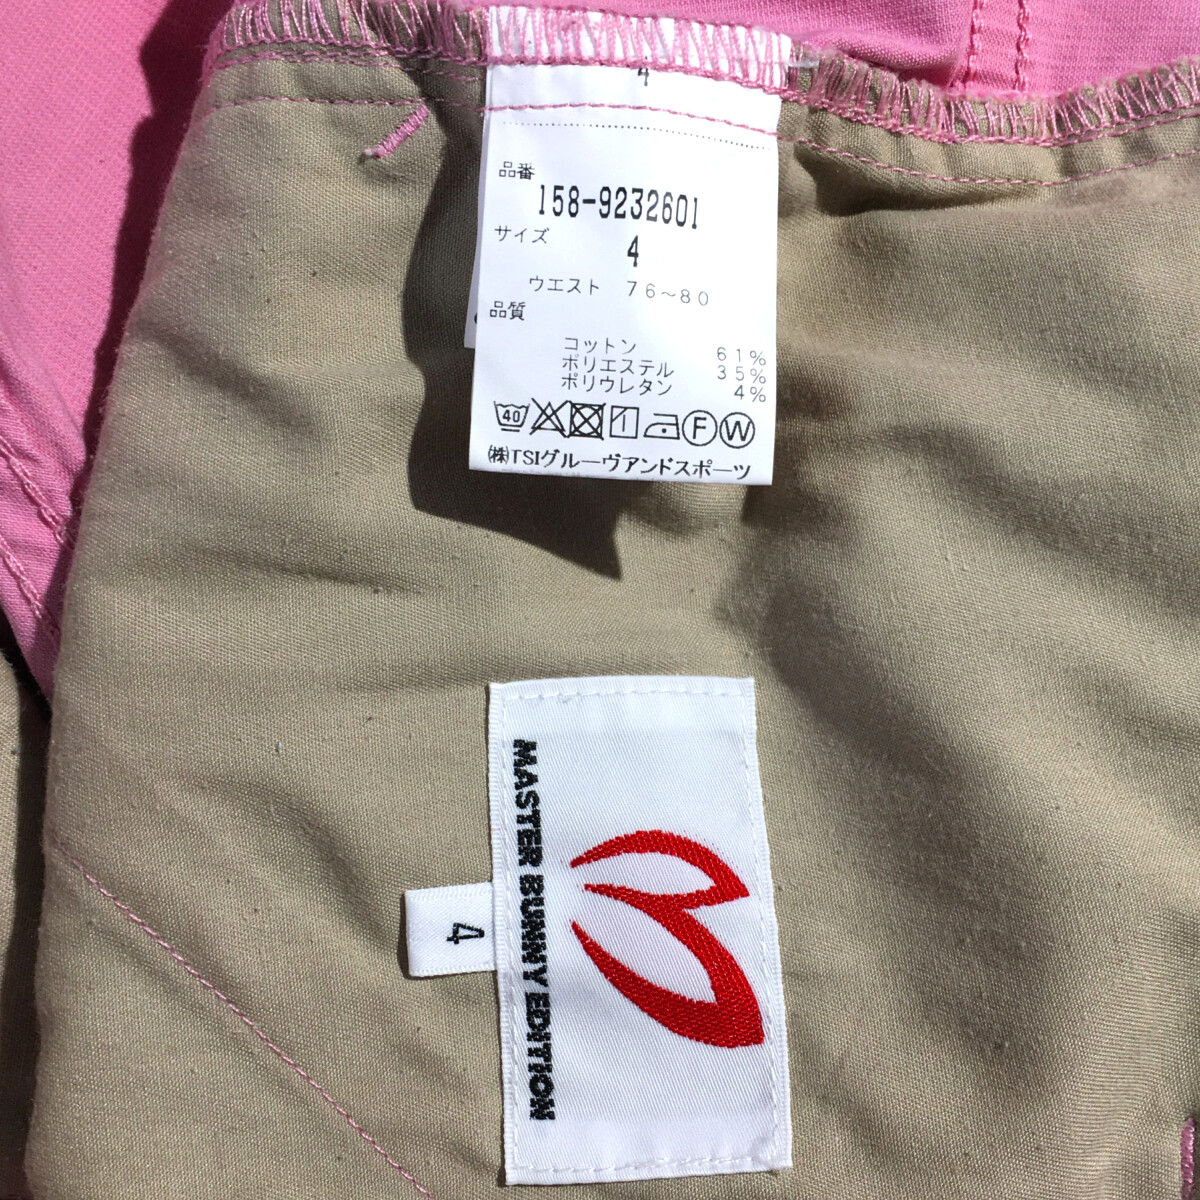 4
品番
158-9232601
サイズ 4
ウエスト 76～80
品質
コットン 61%
ポリエステル 35%
ポリウレタン 4%
40 F W
㈱TSIグルーヴアンドスポーツ
MASTER BUNNY EDITION
4